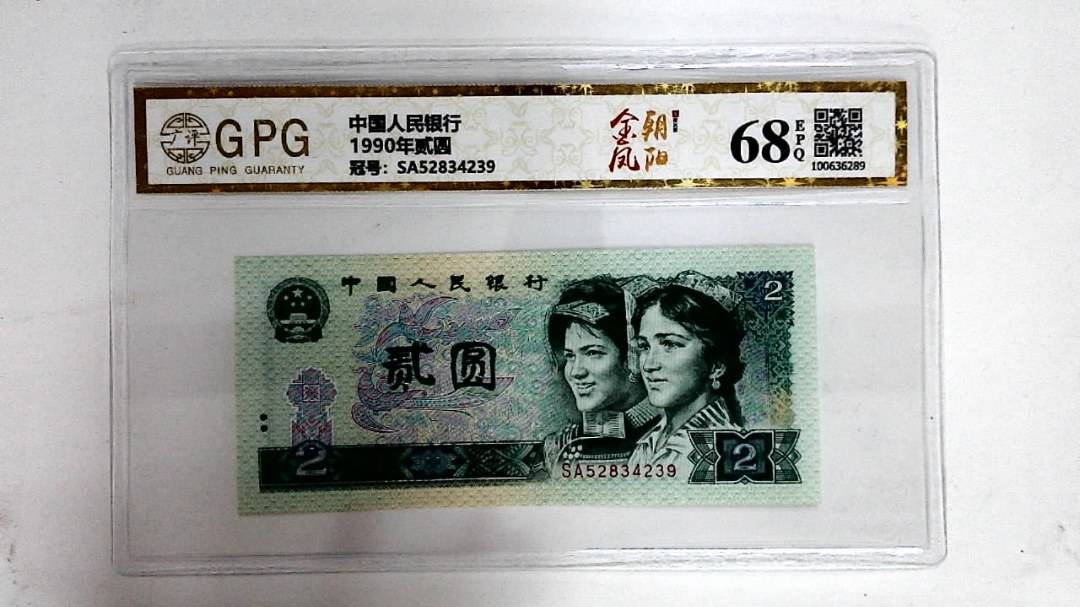 广评
GPG
GUANG PING GUARANTY
中国人民银行
1990年贰圆
冠号：SA52834239
金凤
朝阳
68
EPQ
100636289
中国人民银行
2
贰圆
2
SA52834239
2